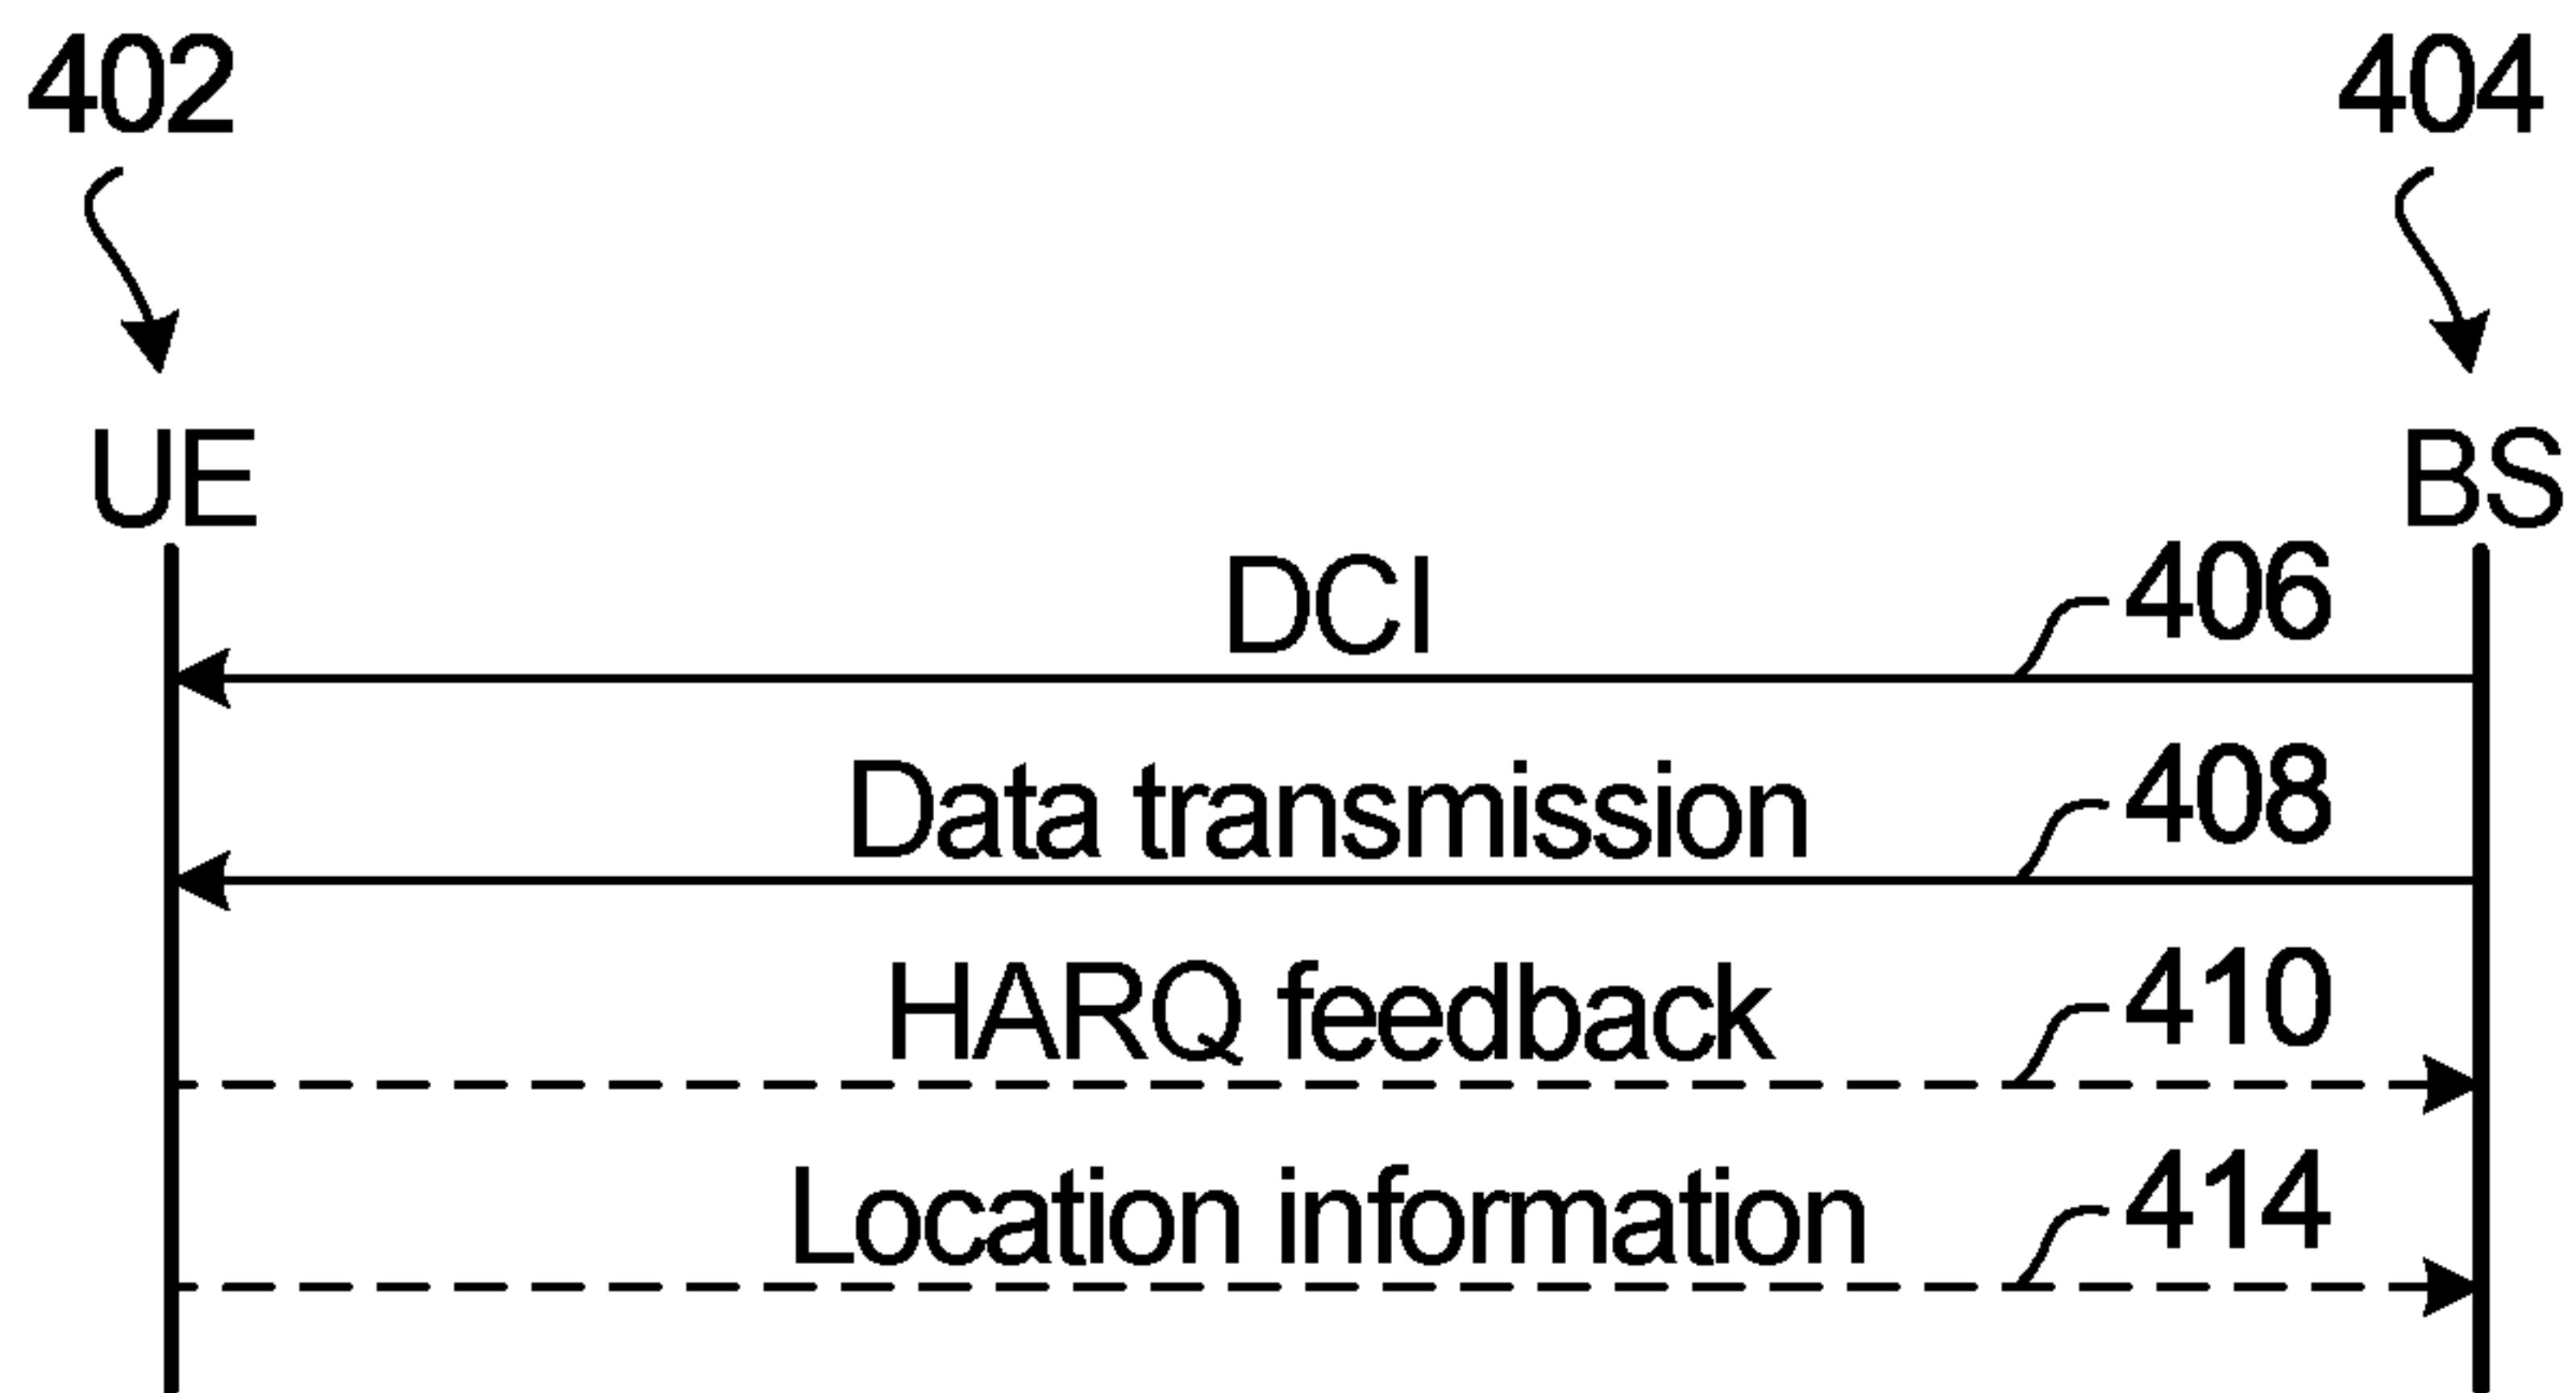 402 404
UE BS
DCI 406
Data transmission 408
HARQ feedback 410
Location information 414